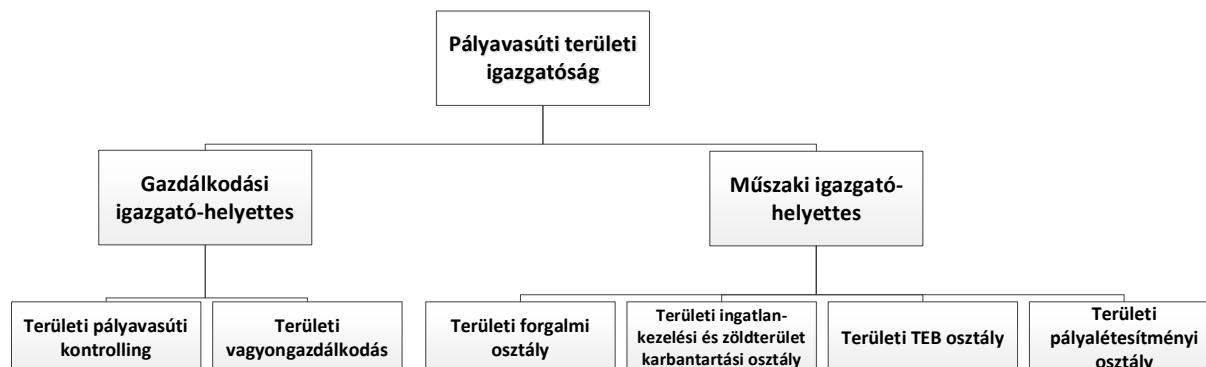 Pályavasúti területi
igazgatóság
Gazdálkodási
igazgató-helyettes
Műszaki igazgató-
helyettes
Területi pályavasúti
kontrolling
Területi
vagyongazdálkodás
Területi forgalmi
osztály
Területi ingatlan-
kezelési és zöldterület
karbantartási osztály
Területi TEB osztály
Területi
pályalétesítményi
osztály